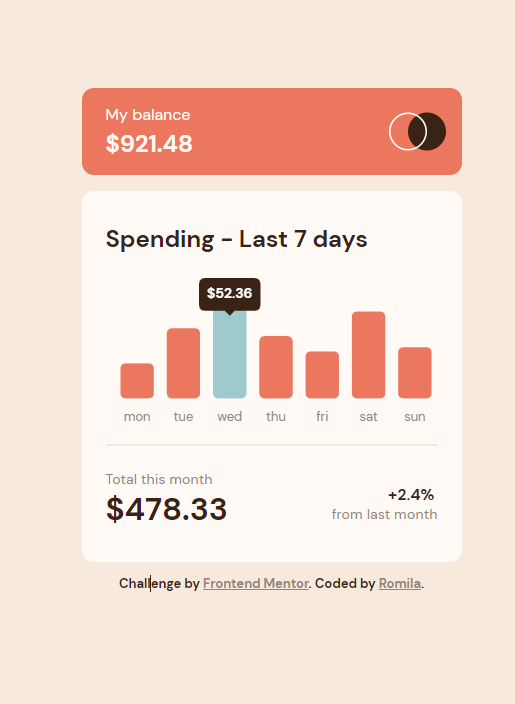 My balance
$921.48
Spending - Last 7 days
$52.36
mon tue wed thu fri sat sun
Total this month
$478.33
+2.4%
from last month
Challenge by Frontend Mentor. Coded by Romila.